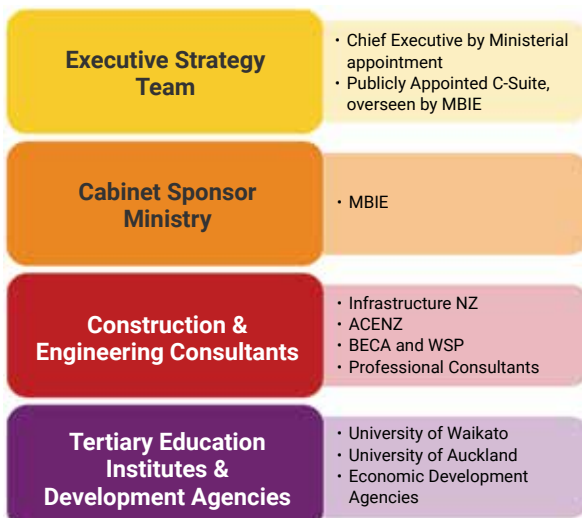 Executive Strategy
Team
• Chief Executive by Ministerial
appointment
• Publicly Appointed C-Suite,
overseen by MBIE
Cabinet Sponsor
Ministry
• MBIE
Construction &
Engineering Consultants
• Infrastructure NZ
• ACENZ
• BECA and WSP
• Professional Consultants
Tertiary Education
Institutes &
Development Agencies
• University of Waikato
• University of Auckland
• Economic Development
Agencies